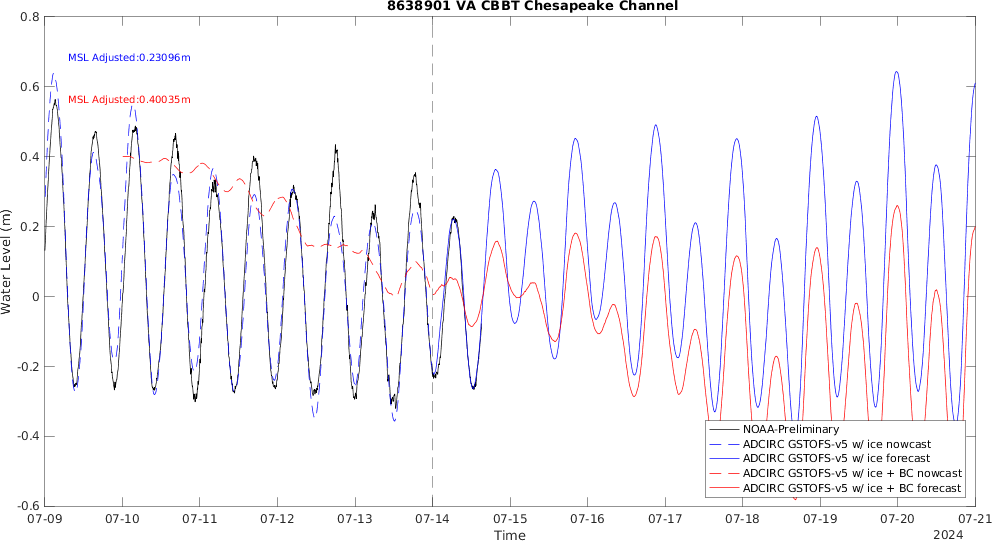 8638901 VA CBBT Chesapeake Channel
MSL Adjusted:0.23096m
MSL Adjusted:0.40035m
Water Level (m)
0.8
0.6
0.4
0.2
0
-0.2
-0.4
-0.6
NOAA-Preliminary
ADCIRC GSTOFS-v5 w/ ice nowcast
ADCIRC GSTOFS-v5 w/ ice forecast
ADCIRC GSTOFS-v5 w/ ice + BC nowcast
ADCIRC GSTOFS-v5 w/ ice + BC forecast
07-09 07-10 07-11 07-12 07-13 07-14 07-15 07-16 07-17 07-18 07-19 07-20 07-21
Time
2024